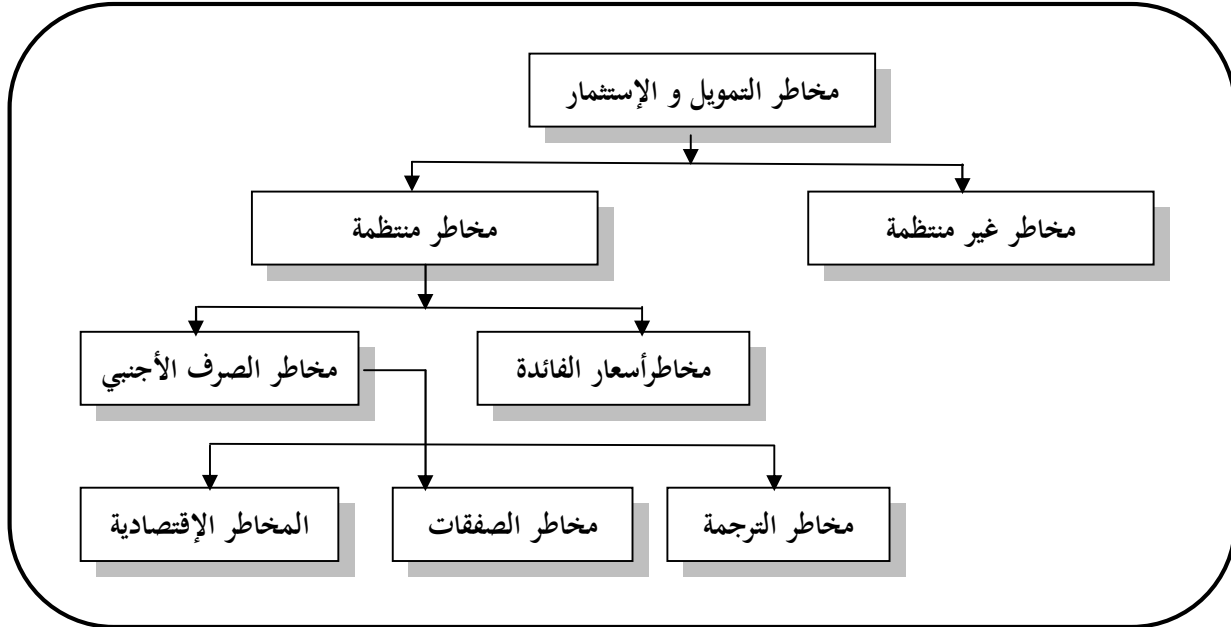 مخاطر التمويل و الإستثمار
مخاطر غير منتظمة
مخاطر منتظمة
مخاطرأسعار الفائدة
مخاطر الصرف الأجنبي
مخاطر الترجمة
مخاطر الصفقات
المخاطر الإقتصادية